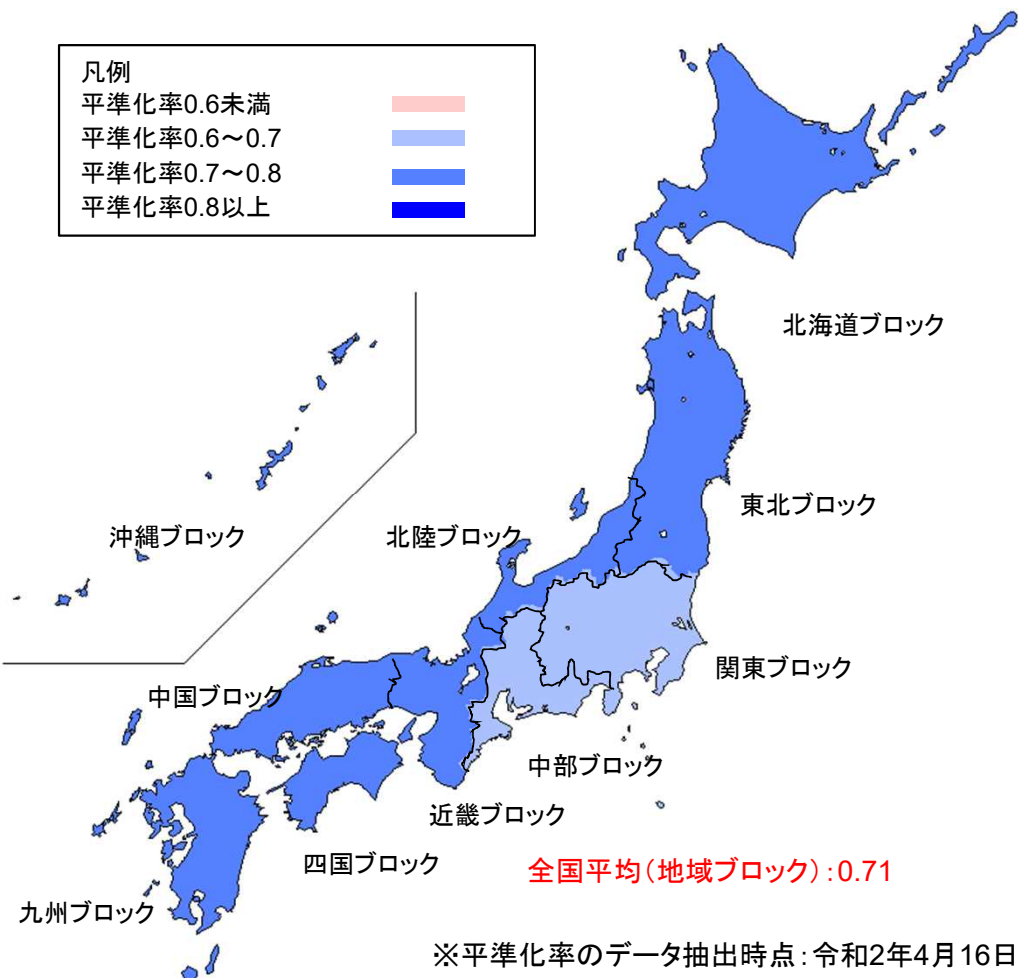 凡例
平準化率0.6未満
平準化率0.6～0.7
平準化率0.7～0.8
平準化率0.8以上
北海道ブロック
東北ブロック
沖縄ブロック
北陸ブロック
関東ブロック
中国ブロック
中部ブロック
近畿ブロック
四国ブロック
全国平均（地域ブロック）：0.71
九州ブロック
※平準化率のデータ抽出時点：令和2年4月16日